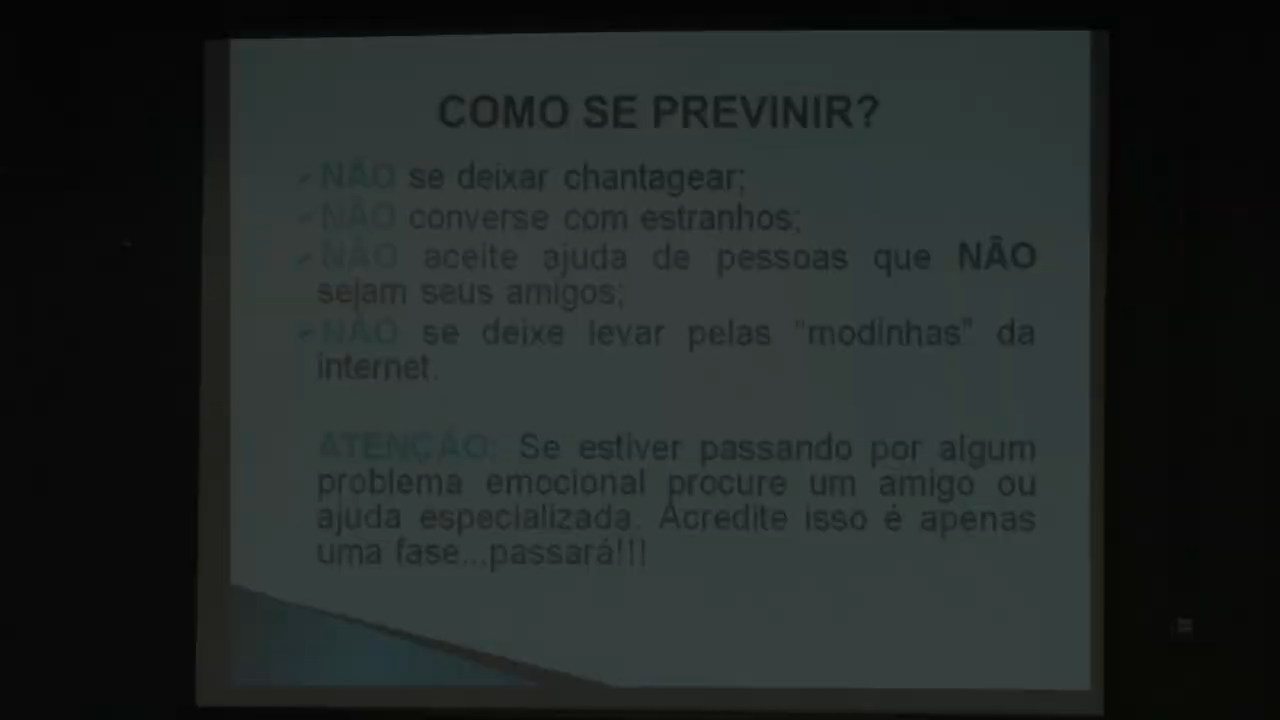 COMO SE PREVINIR?
NÃO se deixar chantagear;
NÃO converse com estranhos;
NÃO aceite ajuda de pessoas que NÃO
sejam seus amigos;
NÃO se deixe levar pelas "modinhas" da
internet.
ATENÇÃO: Se estiver passando por algum
problema emocional procure um amigo ou
ajuda especializada. Acredite isso é apenas
uma fase...passará!!!